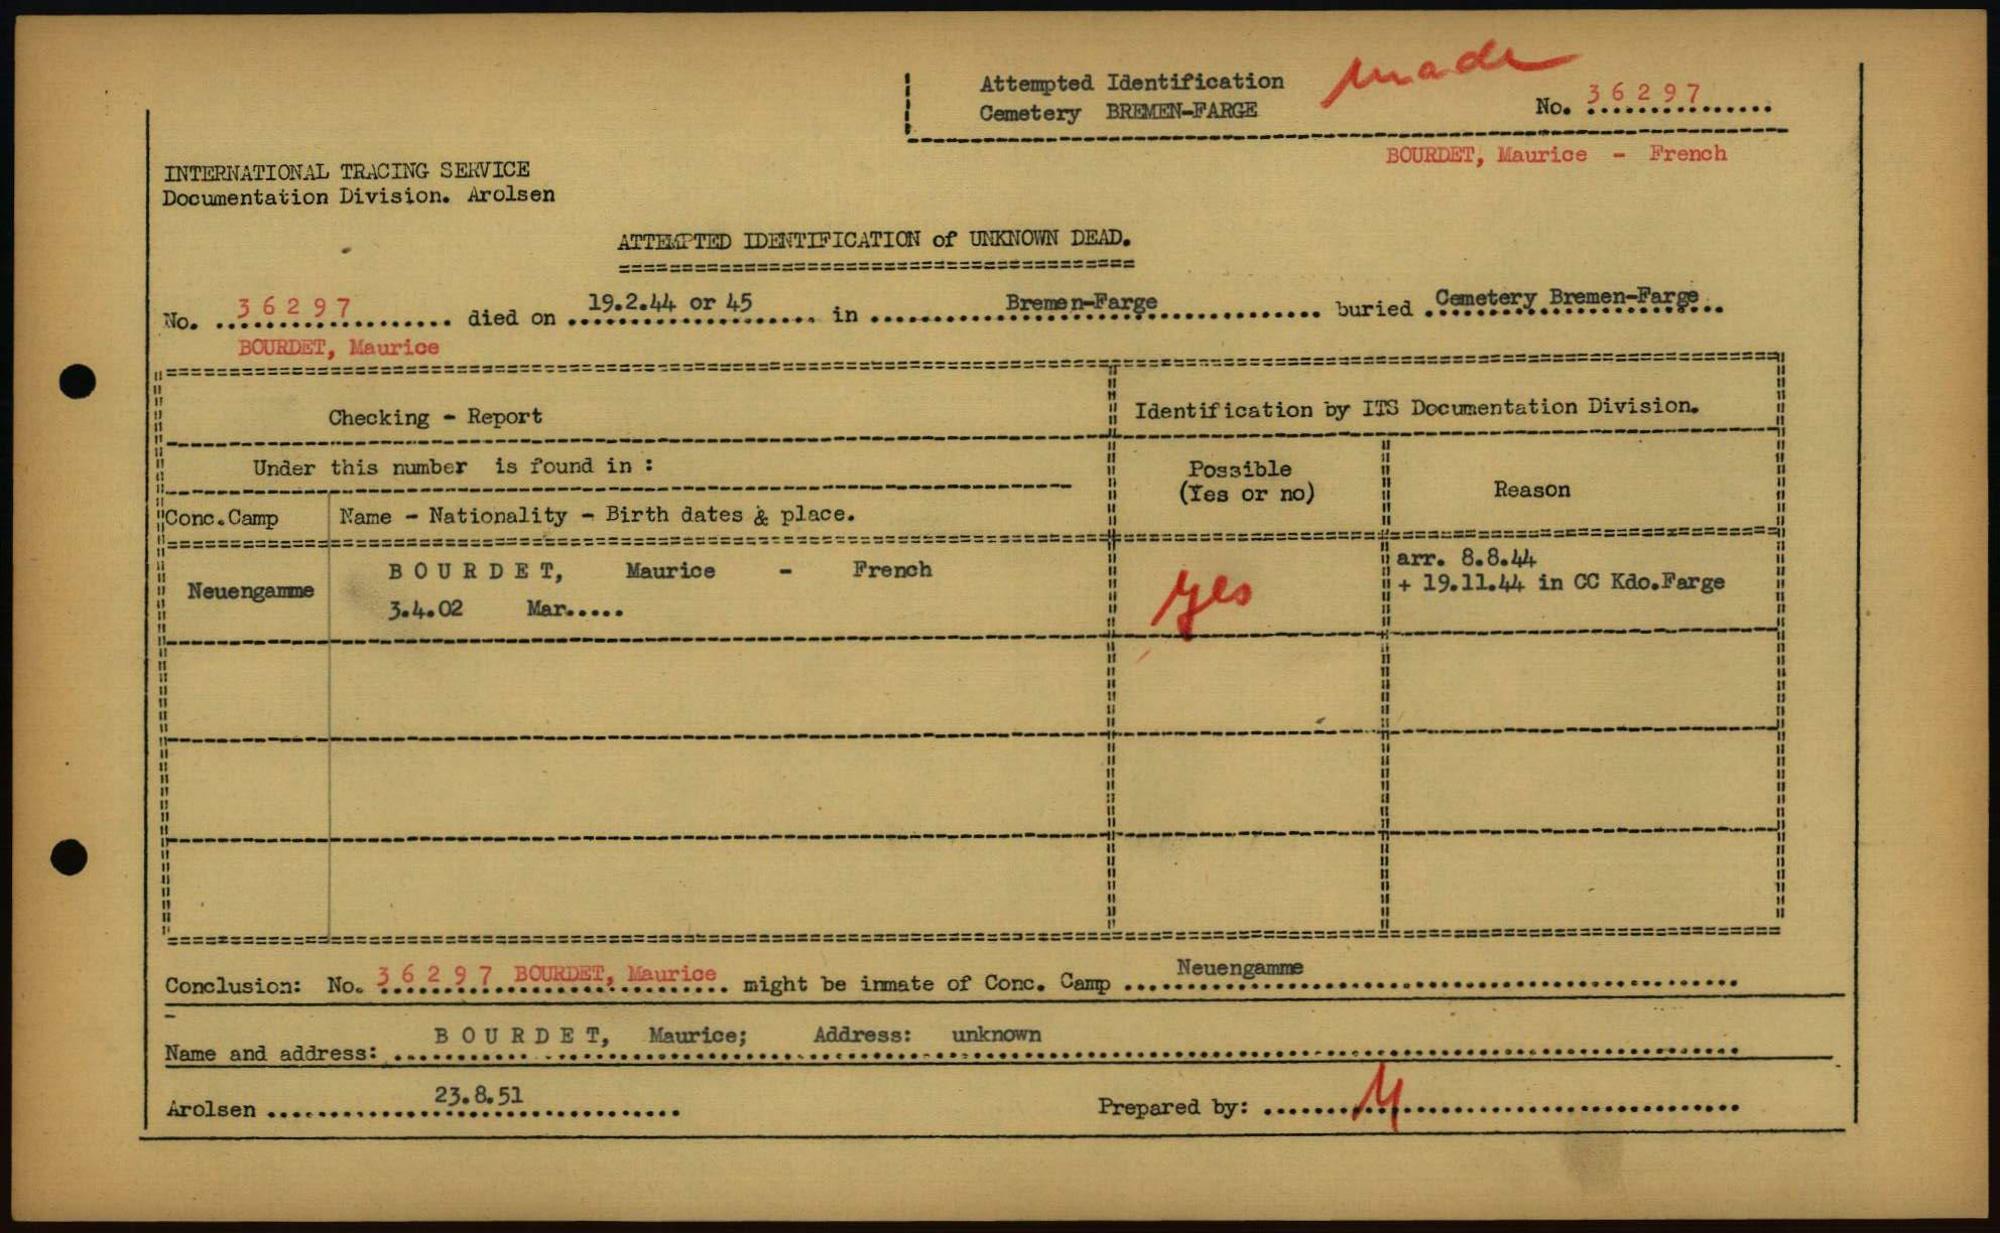 Attempted Identification made
Cemetery BREMEN-FARGE No. 36297
BOURDET, Maurice - French
INTERNATIONAL TRACING SERVICE
Documentation Division. Arolsen
ATTEMPTED IDENTIFICATION of UNKNOWN DEAD.
No. 36297 died on 19.2.44 or 45 in Bremen-Farge buried Cemetery Bremen-Farge
BOURDET, Maurice
Checking - Report
Identification by ITS Documentation Division.
Under this number is found in :
Possible
(Yes or no)
Reason
Conc.Camp
Name - Nationality - Birth dates & place.
Neuengamme
B O U R D E T, Maurice - French
3.4.02 Mar.....
yes
arr. 8.8.44
+ 19.11.44 in CC Kdo.Farge
Conclusion: No. 36297 BOURDET, Maurice might be inmate of Conc. Camp Neuengamme
Name and address: B O U R D E T, Maurice; Address: unknown
Arolsen 23.8.51
Prepared by: